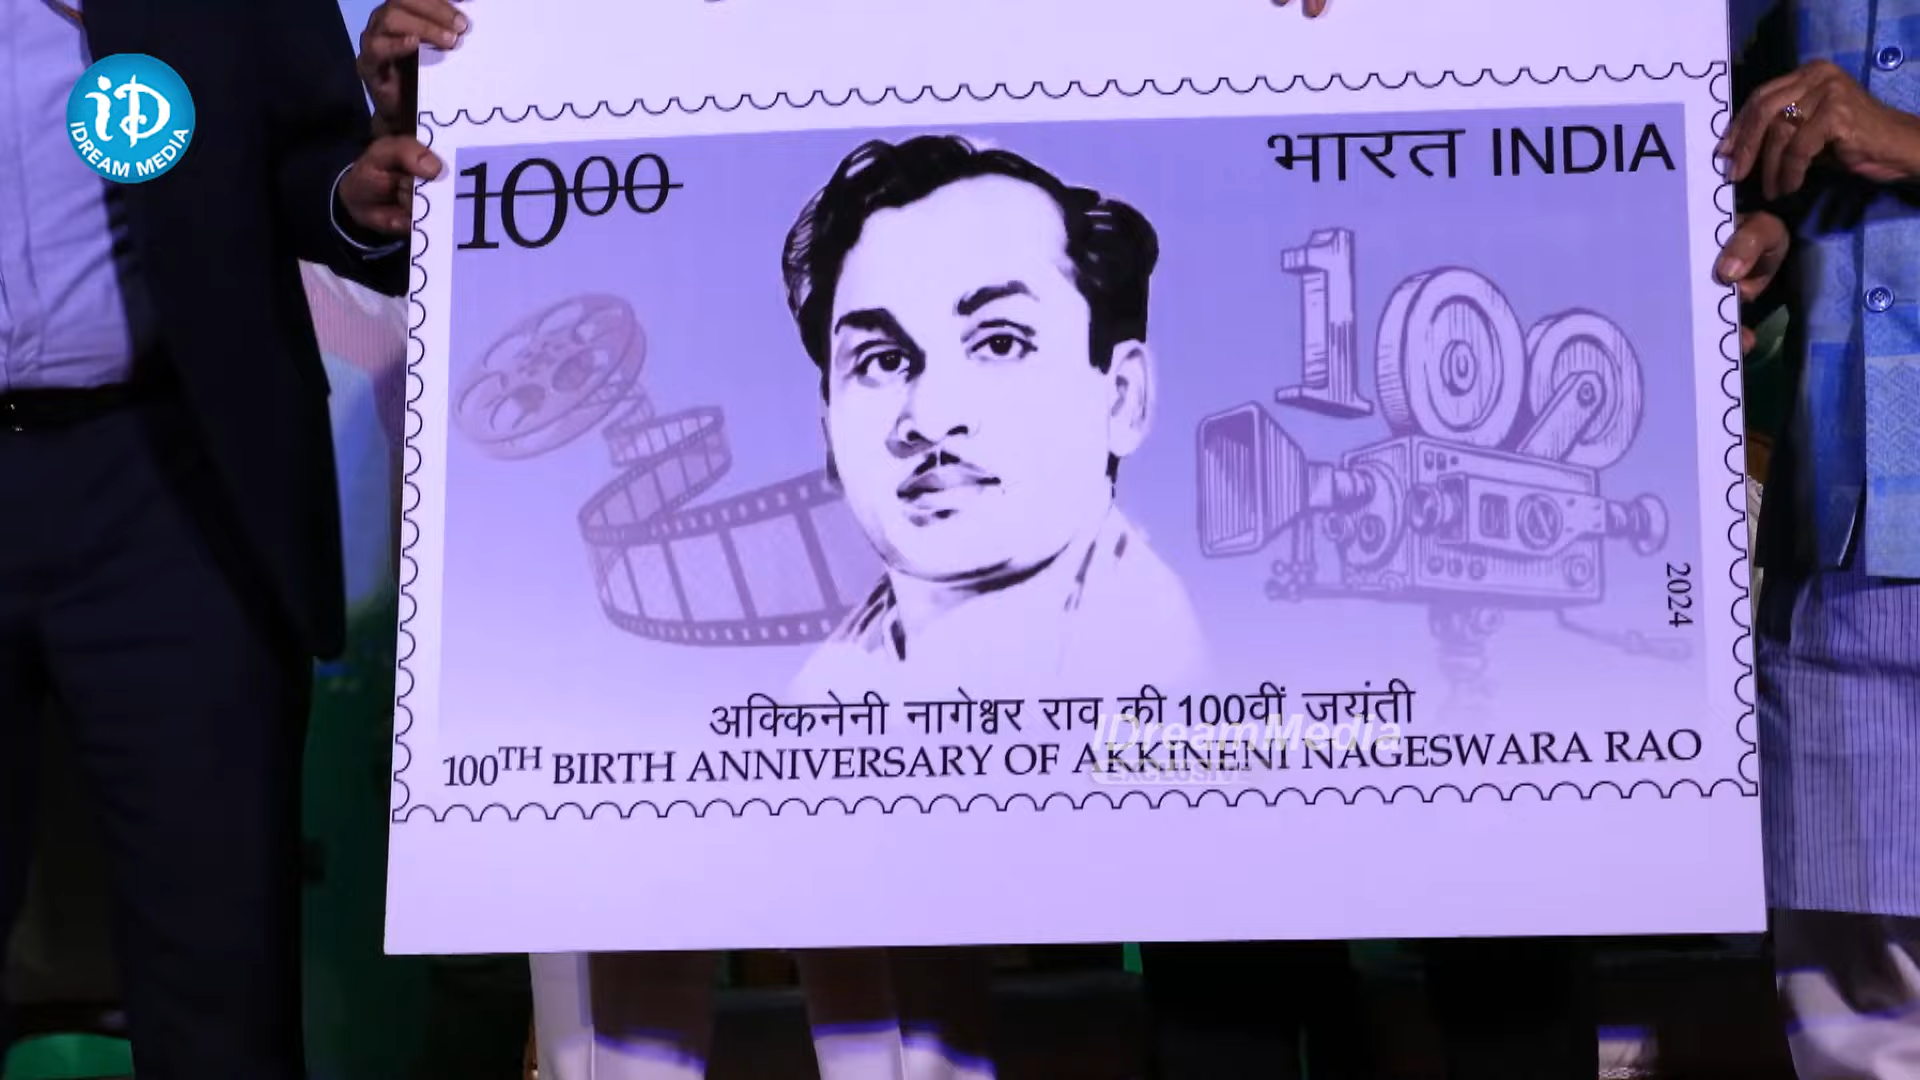 iD
IDREAM MEDIA
1000
भारत INDIA
100
2024
अक्किनेनी नागेश्वर राव की 100वीं जयंती
100TH BIRTH ANNIVERSARY OF AKKINENI NAGESWARA RAO
IDreamMedia
EXCLUSIVE